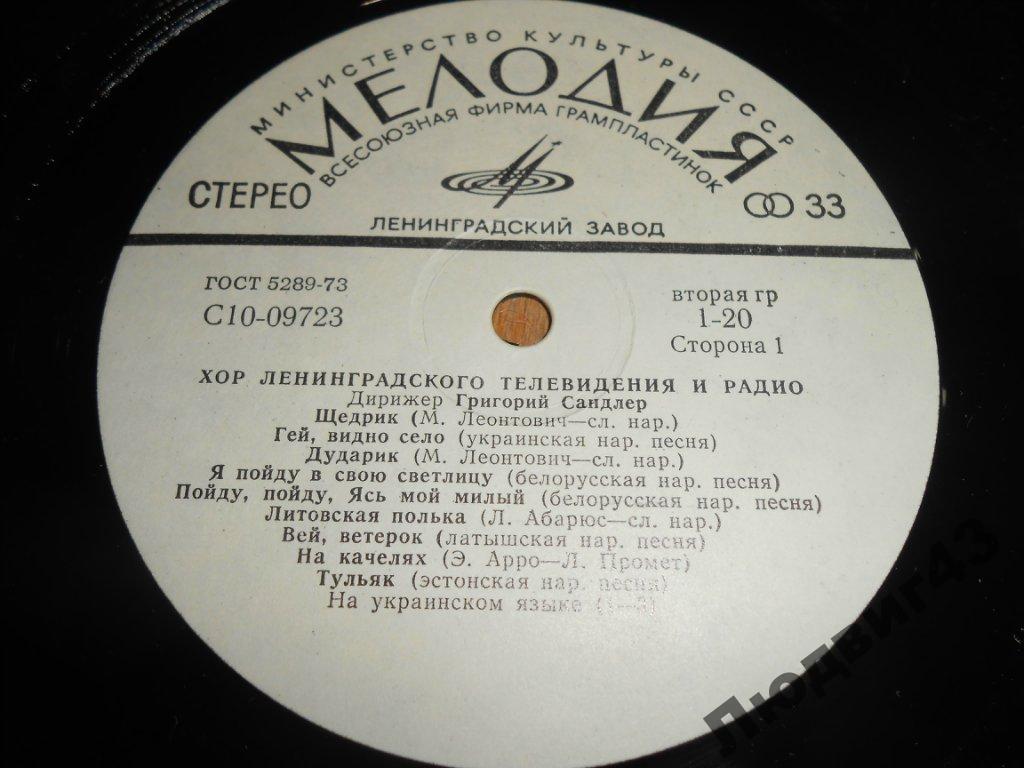 МИНИСТЕРСТВО КУЛЬТУРЫ СССР
МЕЛОДИЯ
ВСЕСОЮЗНАЯ ФИРМА ГРАМПЛАСТИНОК
СТЕРЕО
33
ЛЕНИНГРАДСКИЙ ЗАВОД
ГОСТ 5289-73
С10-09723
вторая гр
1-20
Сторона 1
ХОР ЛЕНИНГРАДСКОГО ТЕЛЕВИДЕНИЯ И РАДИО
Дирижер Григорий Сандлер
Щедрик (М. Леонтович—сл. нар.)
Гей, видно село (украинская нар. песня)
Дударик (М. Леонтович—сл. нар.)
Я пойду в свою светлицу (белорусская нар. песня)
Пойду, пойду, Ясь мой милый (белорусская нар. песня)
Литовская полька (Л. Абарюс—сл. нар.)
Вей, ветерок (латышская нар. песня)
На качелях (Э. Арро—Л. Промет)
Тульяк (эстонская нар. песня)
На украинском языке (1—3)
Людвиг43